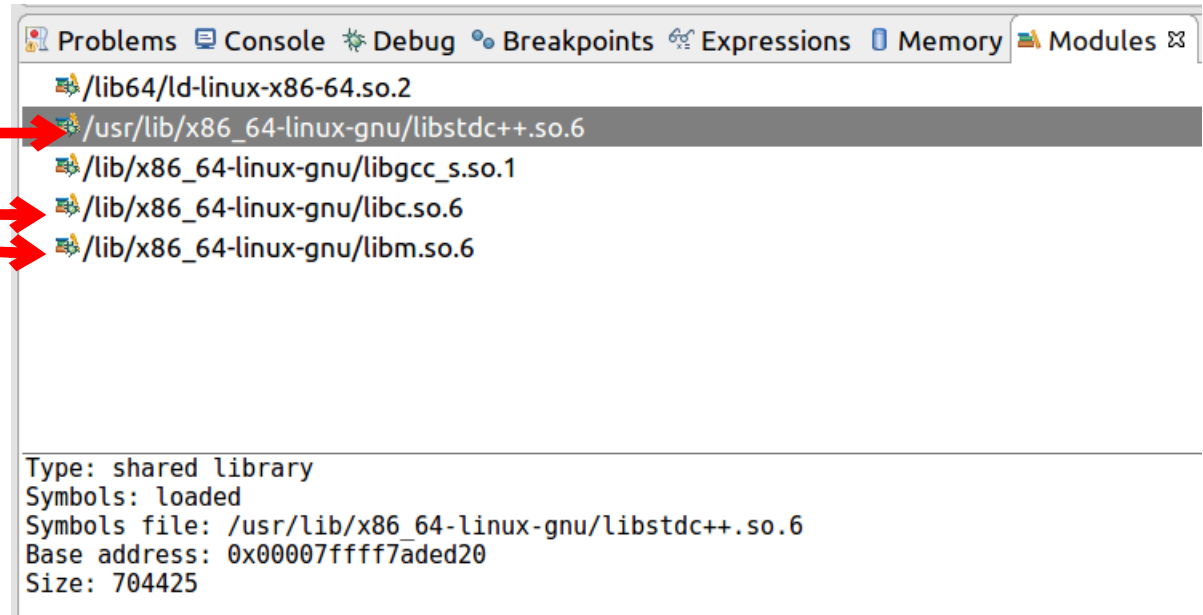 Problems Console Debug Breakpoints Expressions Memory Modules
/lib64/ld-linux-x86-64.so.2
/usr/lib/x86_64-linux-gnu/libstdc++.so.6
/lib/x86_64-linux-gnu/libgcc_s.so.1
/lib/x86_64-linux-gnu/libc.so.6
/lib/x86_64-linux-gnu/libm.so.6
Type: shared library
Symbols: loaded
Symbols file: /usr/lib/x86_64-linux-gnu/libstdc++.so.6
Base address: 0x00007ffff7aded20
Size: 704425